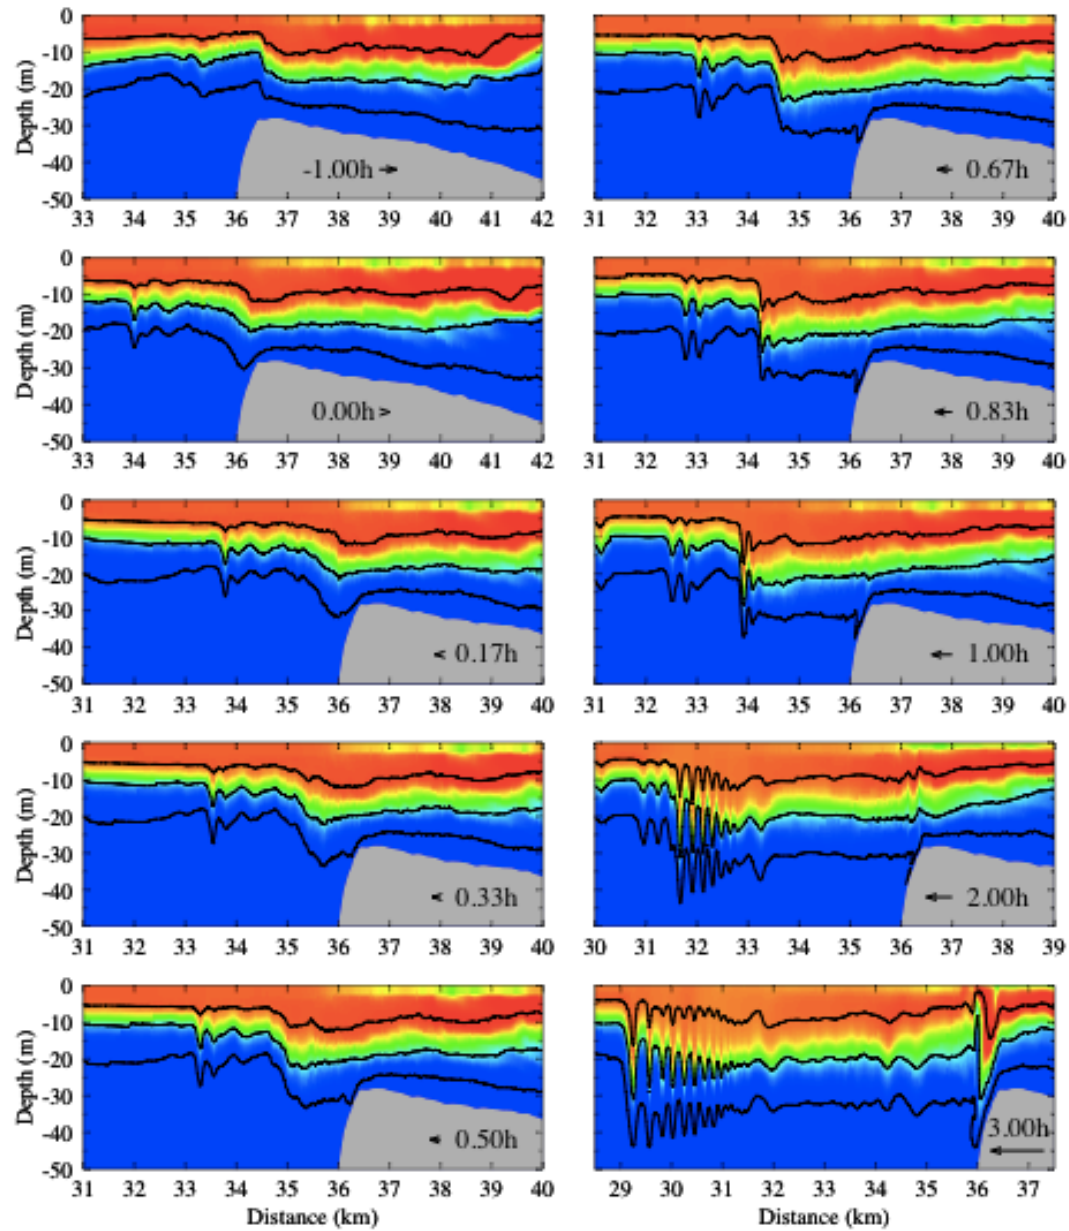 0
-10
-20
-30
-40
-50
Depth (m)
-1.00h
33 34 35 36 37 38 39 40 41 42
0.67h
31 32 33 34 35 36 37 38 39 40
0
-10
-20
-30
-40
-50
Depth (m)
0.00h
33 34 35 36 37 38 39 40 41 42
0.83h
31 32 33 34 35 36 37 38 39 40
0
-10
-20
-30
-40
-50
Depth (m)
0.17h
31 32 33 34 35 36 37 38 39 40
1.00h
30 31 32 33 34 35 36 37 38 39
0
-10
-20
-30
-40
-50
Depth (m)
0.33h
31 32 33 34 35 36 37 38 39 40
2.00h
30 31 32 33 34 35 36 37 38 39
0
-10
-20
-30
-40
-50
Depth (m)
0.50h
31 32 33 34 35 36 37 38 39 40
Distance (km)
3.00h
29 30 31 32 33 34 35 36 37
Distance (km)